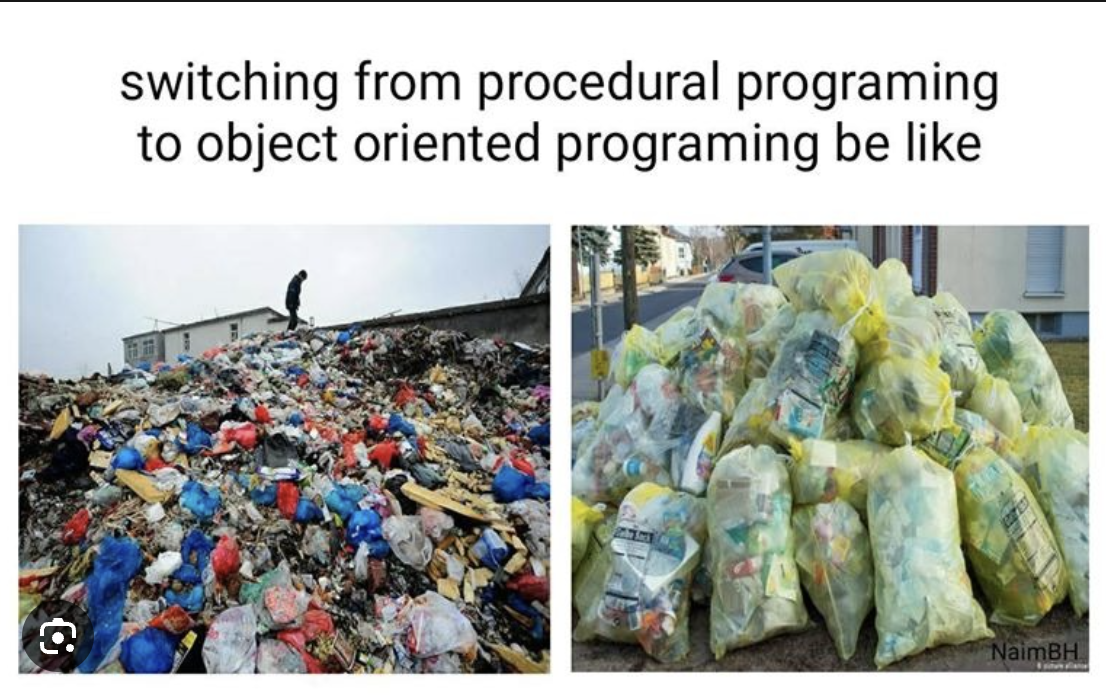 switching from procedural programing
to object oriented programing be like
NaimBH